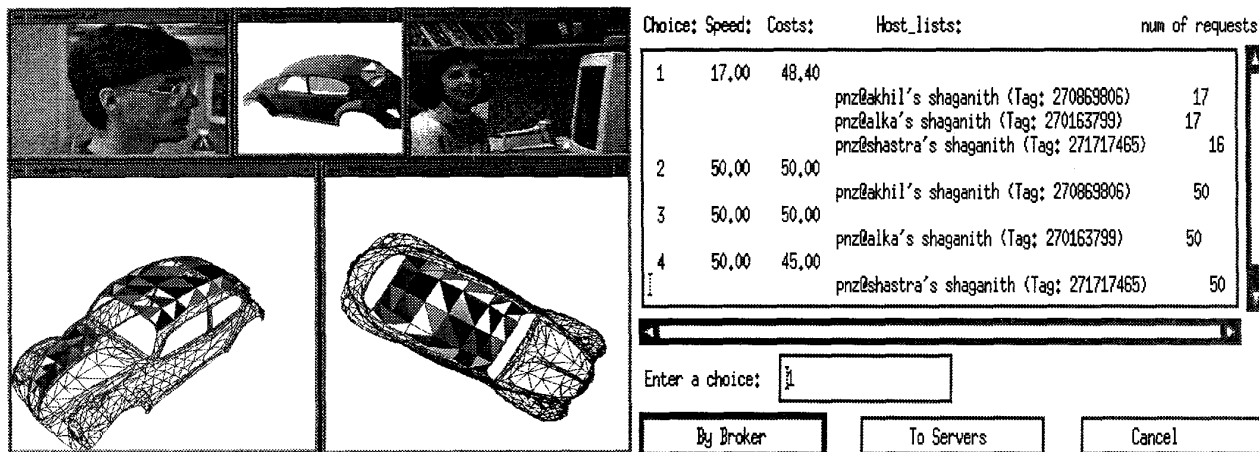 Choice: Speed: Costs: Host_lists: num of requests
1 17.00 48.40
pnz@akhil's shaganith (Tag: 270869806) 17
pnz@alka's shaganith (Tag: 270163799) 17
pnz@shastra's shaganith (Tag: 271717465) 16
2 50.00 50.00
pnz@akhil's shaganith (Tag: 270869806) 50
3 50.00 50.00
pnz@alka's shaganith (Tag: 270163799) 50
4 50.00 45.00
pnz@shastra's shaganith (Tag: 271717465) 50
Enter a choice: 1
By Broker To Servers Cancel